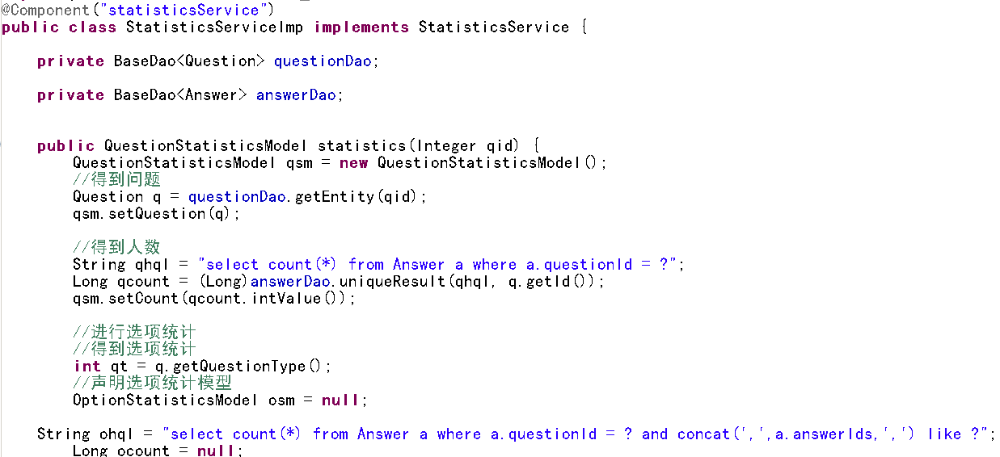 @Component("statisticsService")
public class StatisticsServiceImp implements StatisticsService {
private BaseDao<Question> questionDao;
private BaseDao<Answer> answerDao;
public QuestionStatisticsModel statistics(Integer qid) {
QuestionStatisticsModel qsm = new QuestionStatisticsModel();
//得到问题
Question q = questionDao.getEntity(qid);
qsm.setQuestion(q);
//得到人数
String qhql = "select count(*) from Answer a where a.questionId = ?";
Long qcount = (Long)answerDao.uniqueResult(qhql, q.getId());
qsm.setCount(qcount.intValue());
//进行选项统计
//得到选项统计
int qt = q.getQuestionType();
//声明选项统计模型
OptionStatisticsModel osm = null;
String ohql = "select count(*) from Answer a where a.questionId = ? and concat(',',a.answerIds,',') like ?";
Long ocount = null;